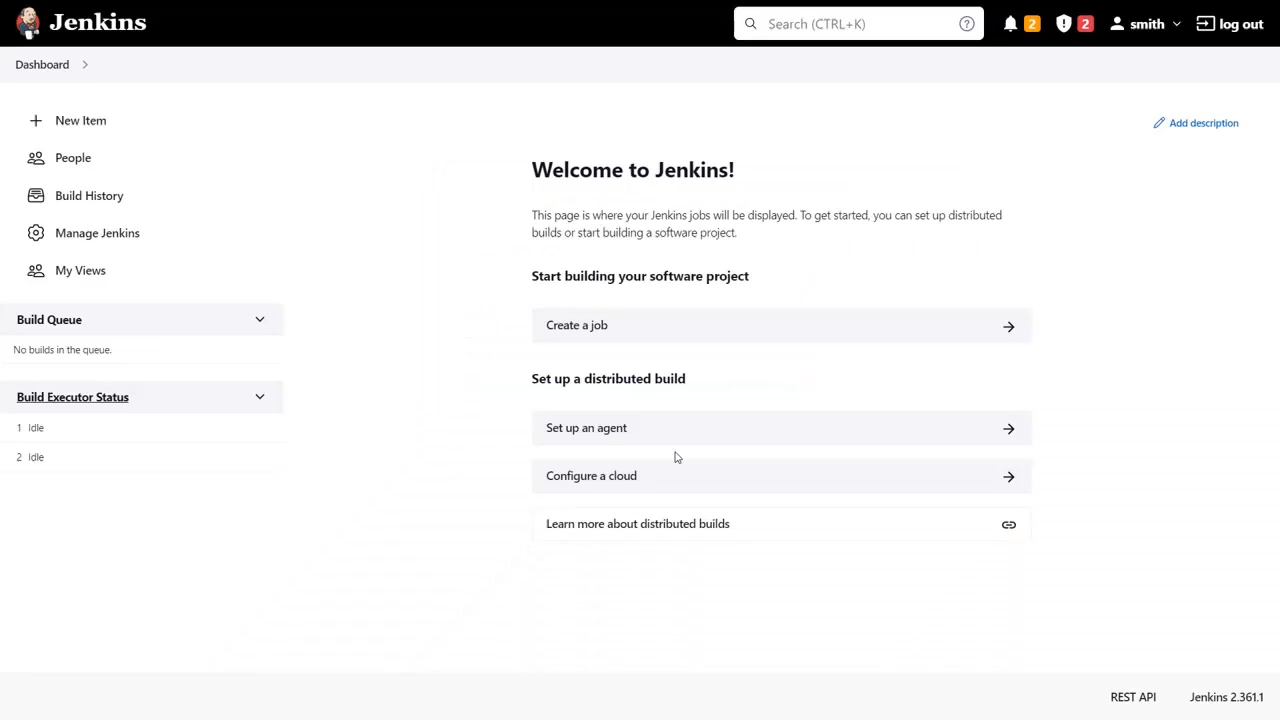 Jenkins
Search (CTRL+K)
2
2
smith
log out
Dashboard
New Item
People
Build History
Manage Jenkins
My Views
Build Queue
No builds in the queue.
Build Executor Status
1 Idle
2 Idle
Add description
Welcome to Jenkins!
This page is where your Jenkins jobs will be displayed. To get started, you can set up distributed
builds or start building a software project.
Start building your software project
Create a job
Set up a distributed build
Set up an agent
Configure a cloud
Learn more about distributed builds
REST API
Jenkins 2.361.1